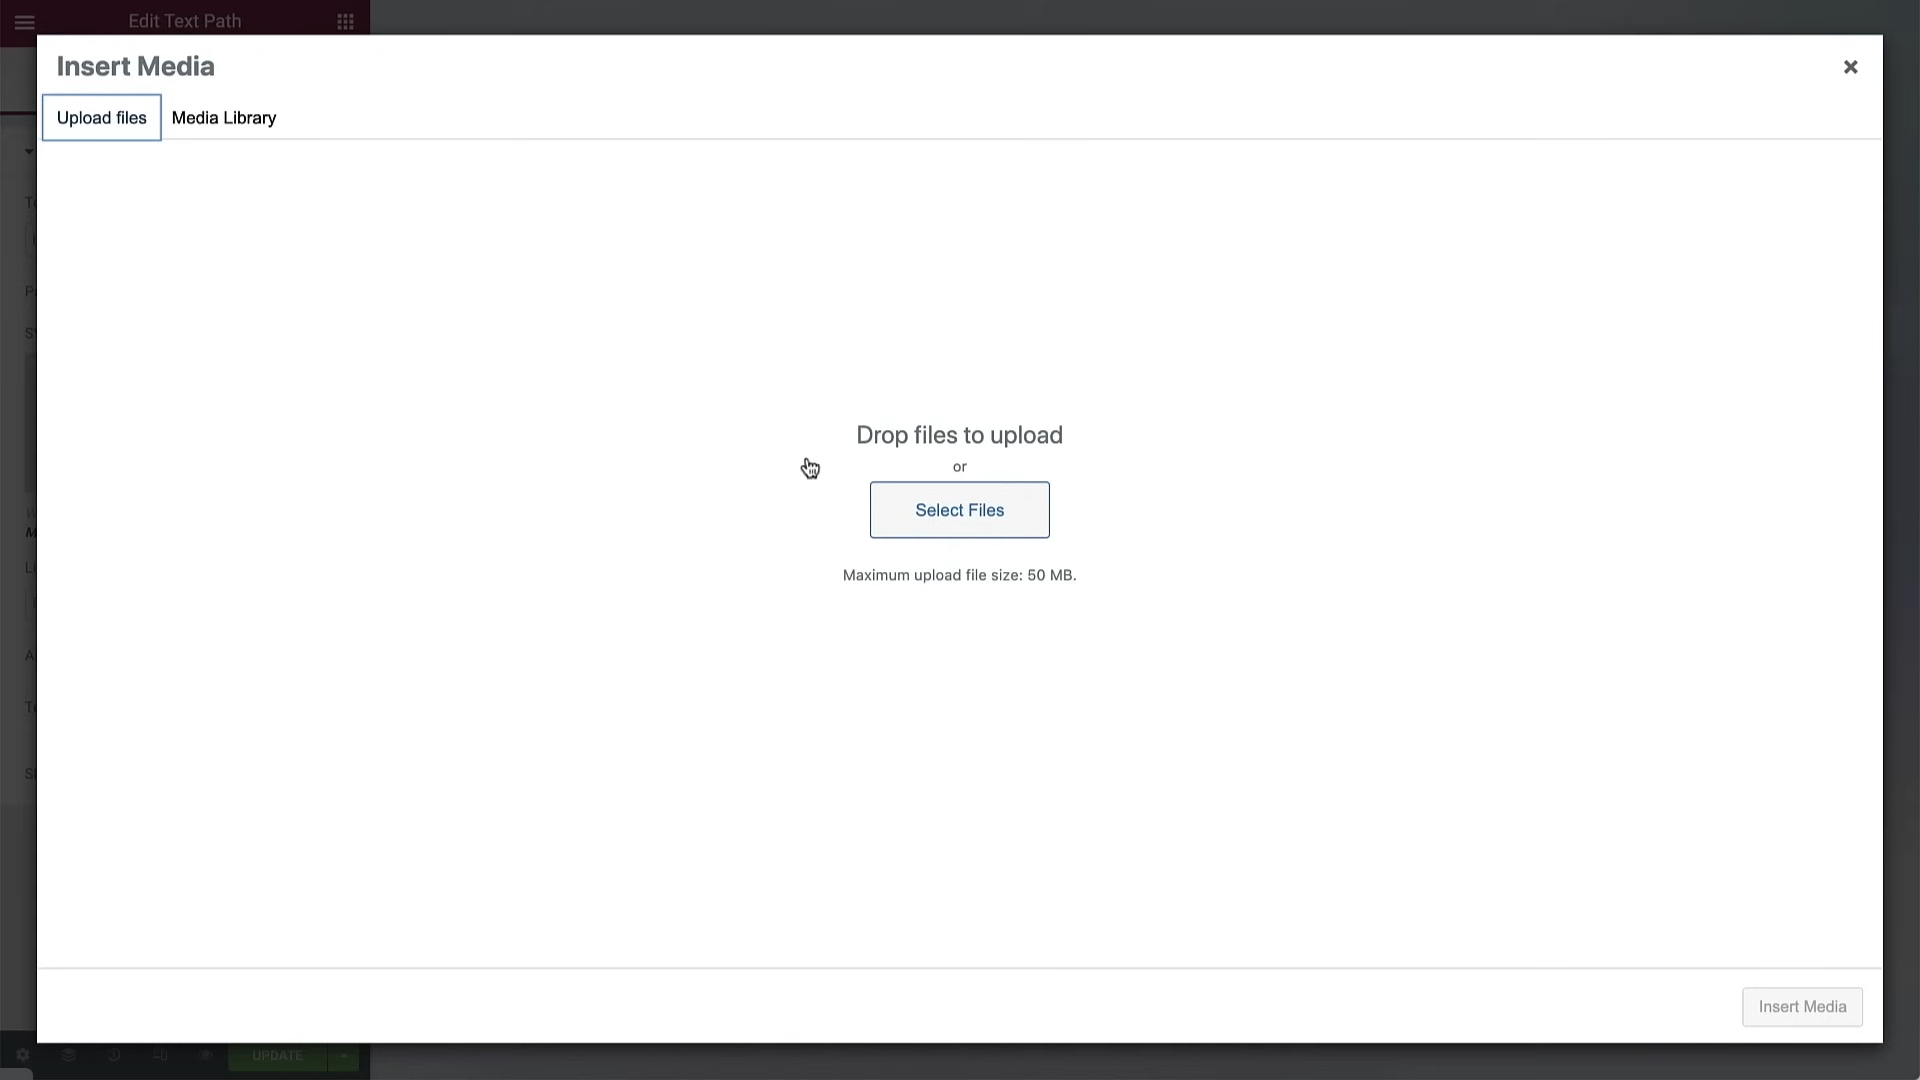 Edit Text Path
Insert Media
Upload files
Media Library
Drop files to upload
or
Select Files
Maximum upload file size: 50 MB.
Insert Media
UPDATE